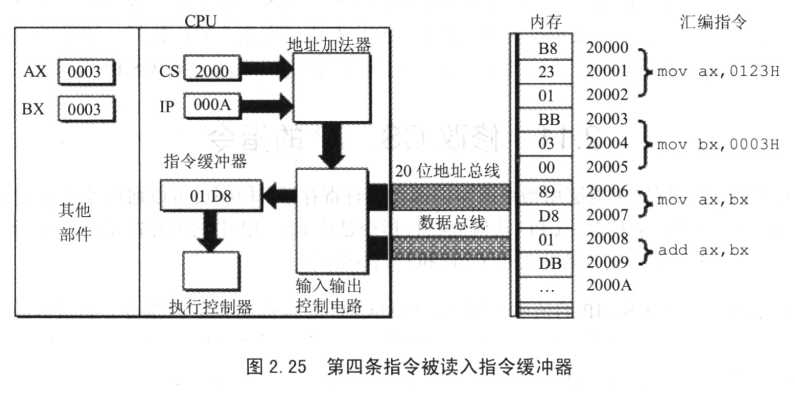 CPU
内存
汇编指令
AX 0003
BX 0003
CS 2000
IP 000A
地址加法器
指令缓冲器
01 D8
其他
部件
执行控制器
输入输出
控制电路
20 位地址总线
数据总线
B8 20000
23 20001
01 20002
mov ax,0123H
BB 20003
03 20004
00 20005
mov bx,0003H
89 20006
D8 20007
mov ax,bx
01 20008
DB 20009
add ax,bx
… 2000A
图 2.25 第四条指令被读入指令缓冲器